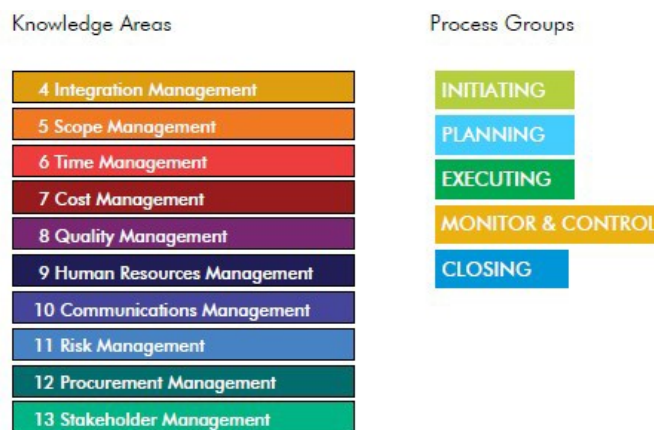 Knowledge Areas
4 Integration Management
5 Scope Management
6 Time Management
7 Cost Management
8 Quality Management
9 Human Resources Management
10 Communications Management
11 Risk Management
12 Procurement Management
13 Stakeholder Management
Process Groups
INITIATING
PLANNING
EXECUTING
MONITOR & CONTROL
CLOSING